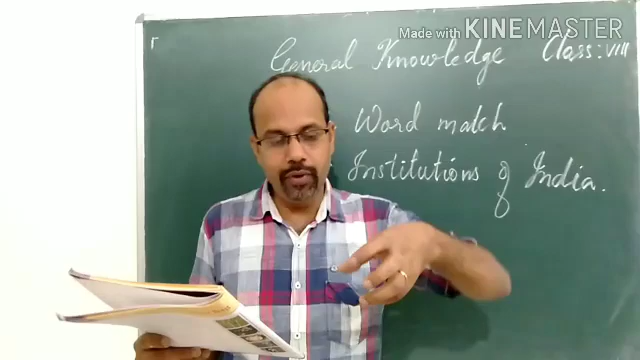 Made with KINEMASTER
General Knowledge Class: VIII
Word match
Institutions of India.